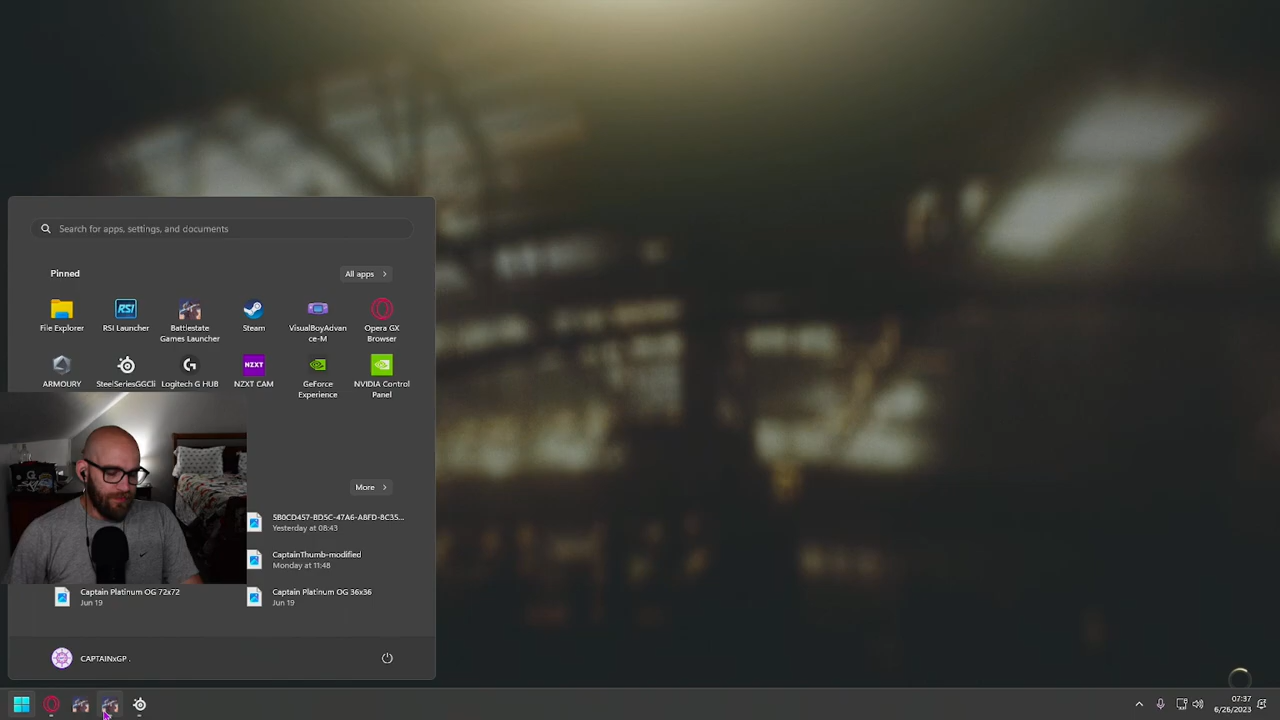 Search for apps, settings, and documents
Pinned
All apps
File Explorer
RSI
RSI Launcher
Battlestate Games Launcher
Steam
VisualBoyAdvance-M
Opera GX Browser
ARMOURY
SteelSeriesGGCli
Logitech G HUB
NZXT
NZXT CAM
GeForce Experience
NVIDIA Control Panel
More
5B0CD457-BD5C-47A6-A8FD-8C35...
Yesterday at 08:43
CaptainThumb-modified
Monday at 11:48
Captain Platinum OG 72x72
Jun 19
Captain Platinum OG 36x36
Jun 19
CAPTAINxGP .
07:37
6/26/2023